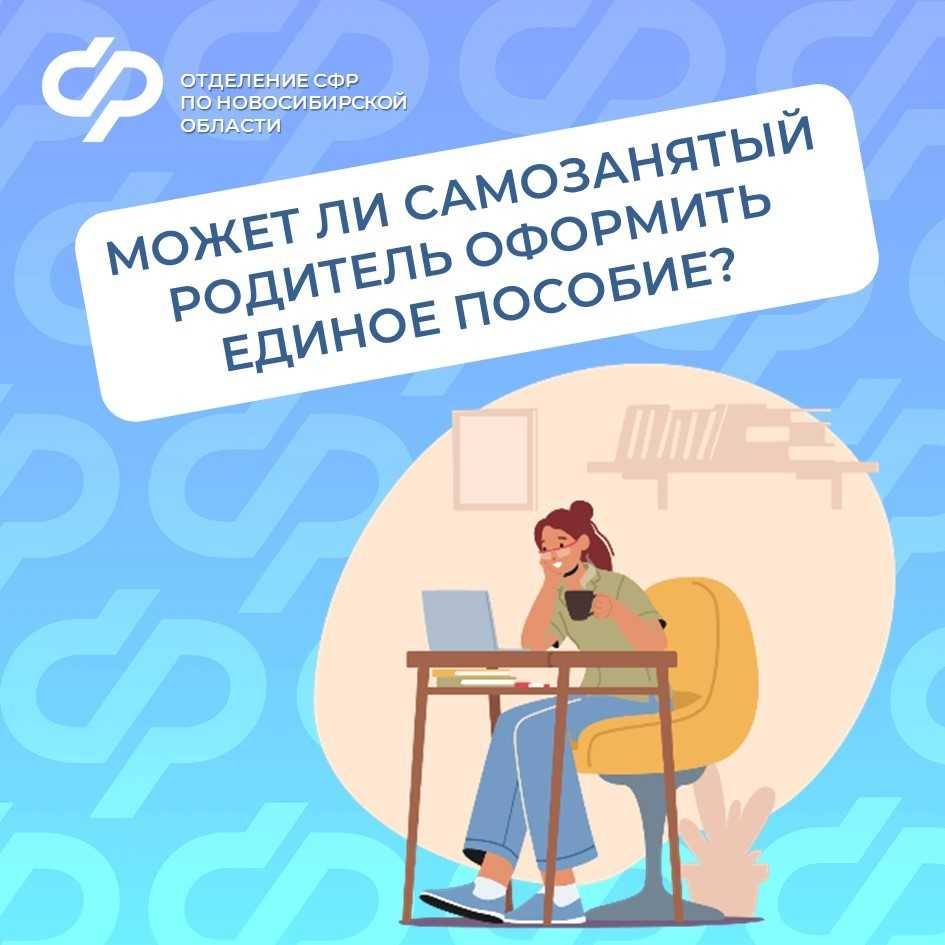 ОТДЕЛЕНИЕ СФР
ПО НОВОСИБИРСКОЙ
ОБЛАСТИ
МОЖЕТ ЛИ САМОЗАНЯТЫЙ
РОДИТЕЛЬ ОФОРМИТЬ
ЕДИНОЕ ПОСОБИЕ?